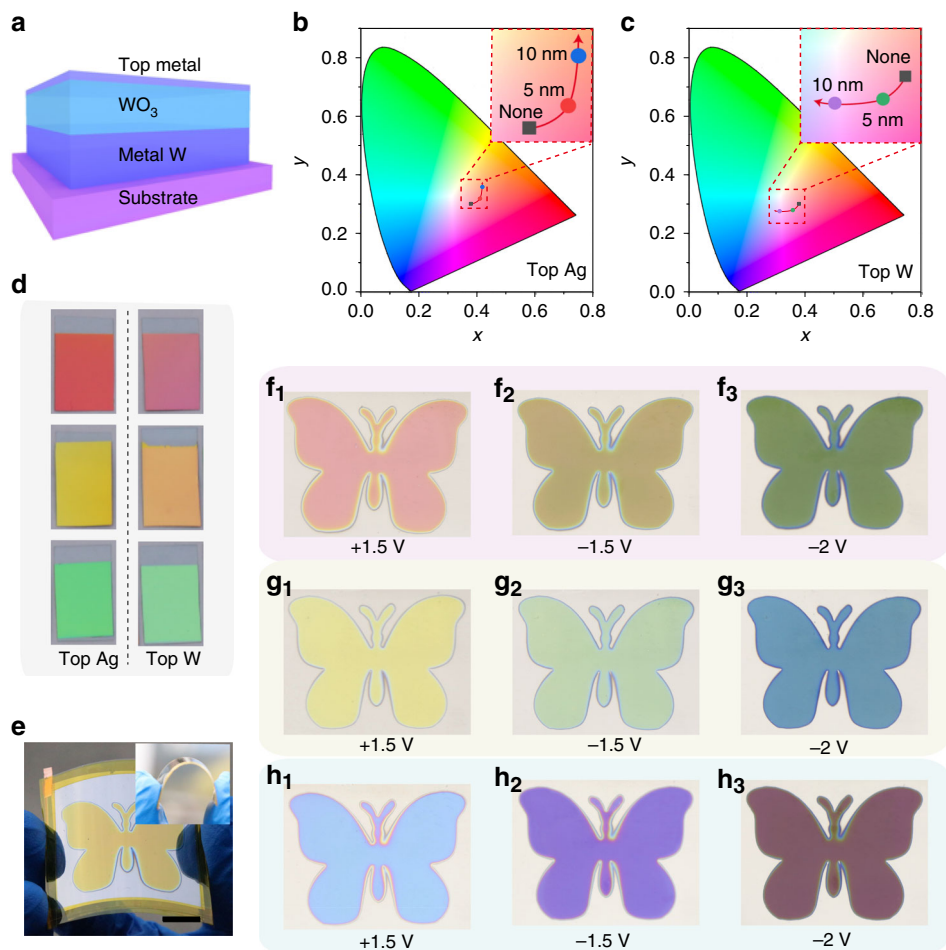 a
Top metal
WO3
Metal W
Substrate
b
0.8
0.6
0.4
0.2
0.0
y
0.0 0.2 0.4 0.6 0.8
x
10 nm
5 nm
None
Top Ag
c
0.8
0.6
0.4
0.2
0.0
y
0.0 0.2 0.4 0.6 0.8
x
None
10 nm
5 nm
Top W
d
Top Ag Top W
e
f1 f2 f3
+1.5 V –1.5 V –2 V
g1 g2 g3
+1.5 V –1.5 V –2 V
h1 h2 h3
+1.5 V –1.5 V –2 V